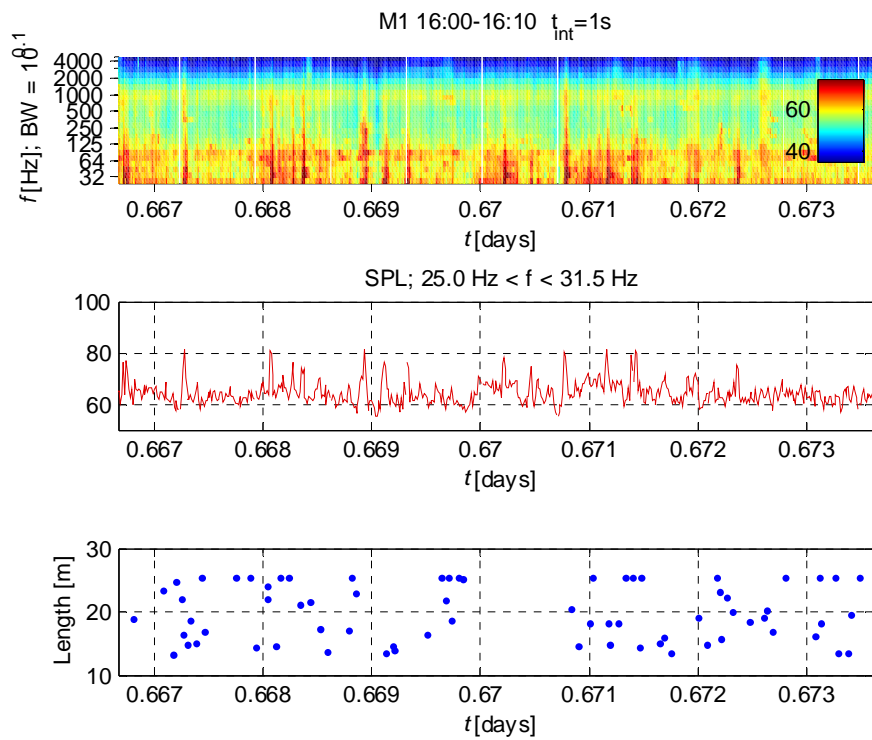 M1 16:00-16:10 t_int=1s
f [Hz]; BW = 10^0.1
4000
2000
1000
500
250
125
64
32
60
40
0.667 0.668 0.669 0.67 0.671 0.672 0.673
t [days]
SPL; 25.0 Hz < f < 31.5 Hz
100
80
60
0.667 0.668 0.669 0.67 0.671 0.672 0.673
t [days]
Length [m]
30
20
10
0.667 0.668 0.669 0.67 0.671 0.672 0.673
t [days]